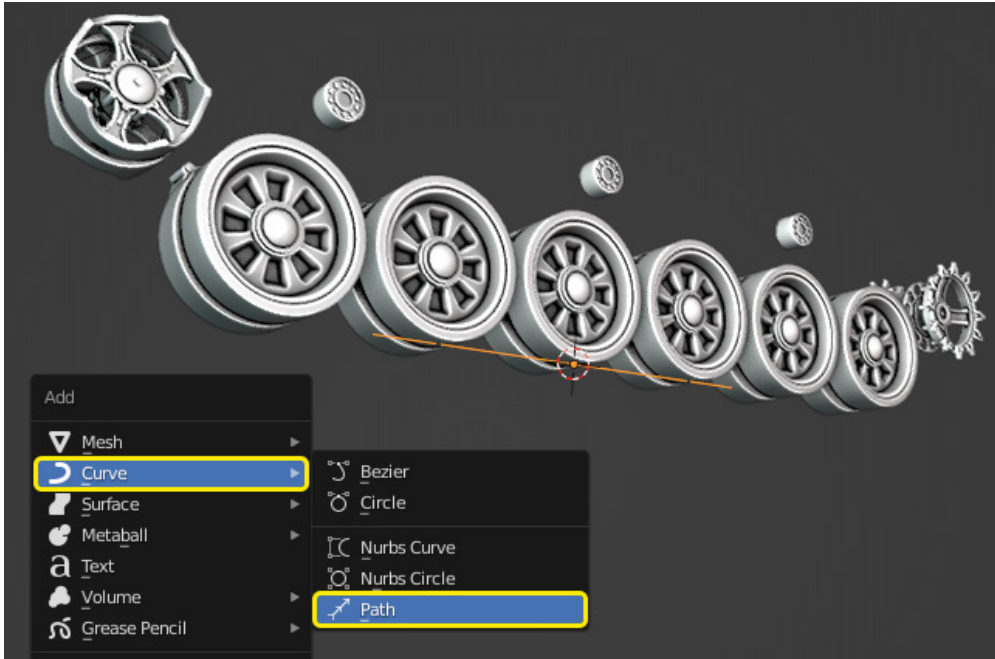 Add
Mesh
Curve
Surface
Metaball
Text
Volume
Grease Pencil
Bezier
Circle
Nurbs Curve
Nurbs Circle
Path